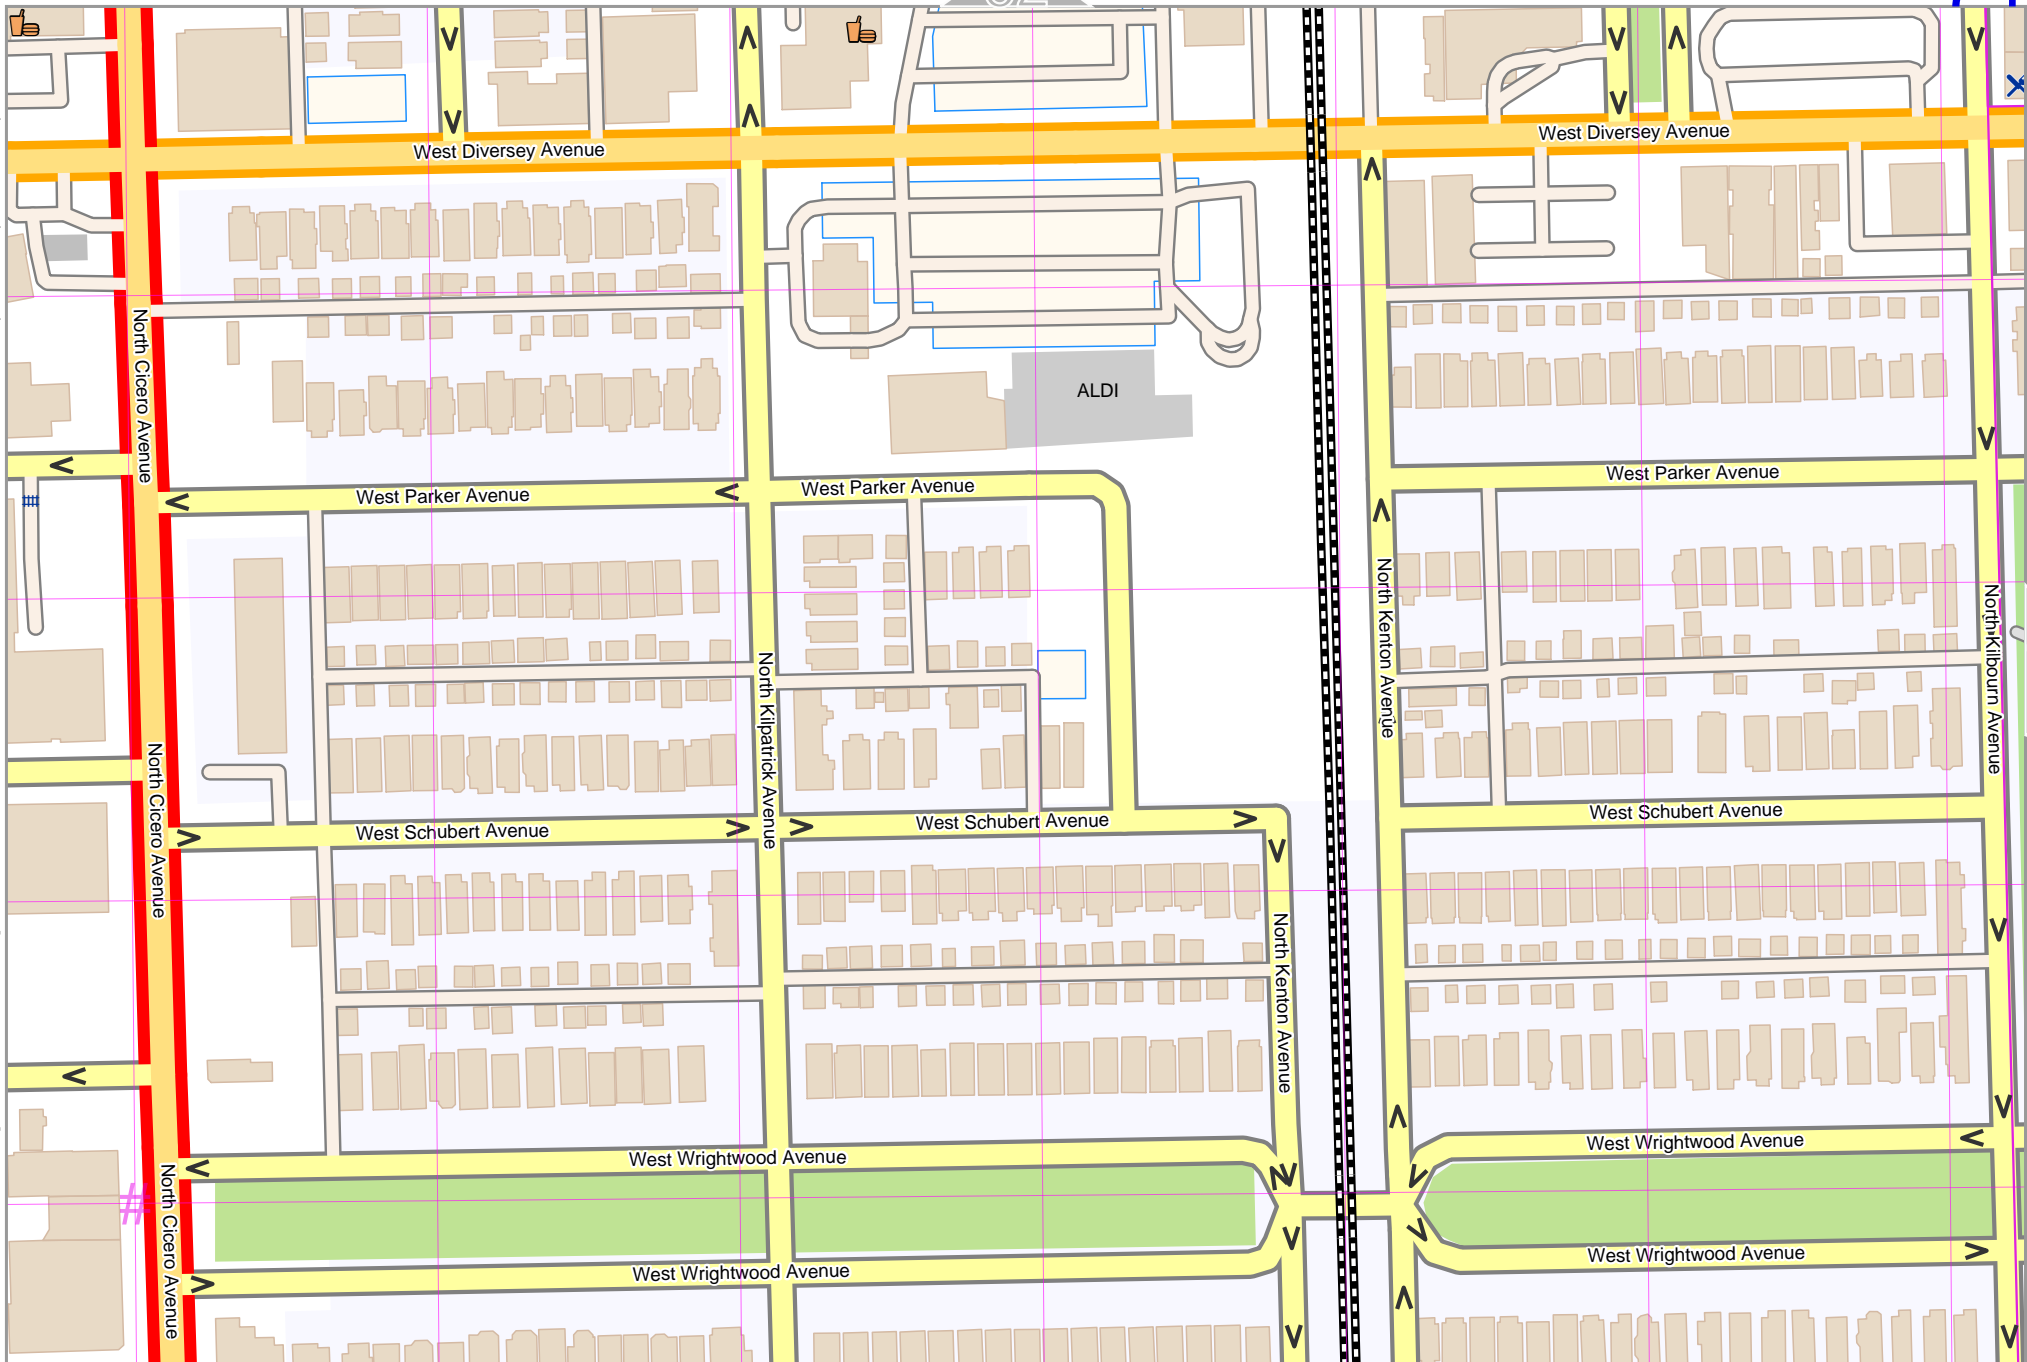 West Diversey Avenue
West Diversey Avenue
North Cicero Avenue
ALDI
West Parker Avenue
West Parker Avenue
West Parker Avenue
North Kenton Avenue
North Kilbourn Avenue
North Kilpatrick Avenue
North Cicero Avenue
West Schubert Avenue
West Schubert Avenue
West Schubert Avenue
North Kenton Avenue
West Wrightwood Avenue
West Wrightwood Avenue
North Cicero Avenue
#
West Wrightwood Avenue
West Wrightwood Avenue